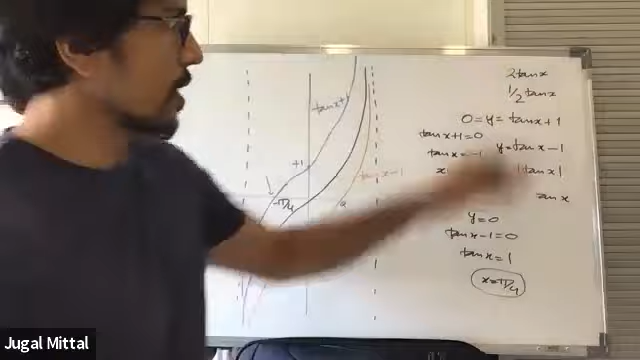 2tanx
1/2 tanx
0=y= tanx+1
tanx+1=0
tanx=-1
y=tanx-1
x
|tanx|
tanx
y=0
tanx-1=0
tanx=1
x=π/4
tanx+1
+1
-π/4
a
Jugal Mittal